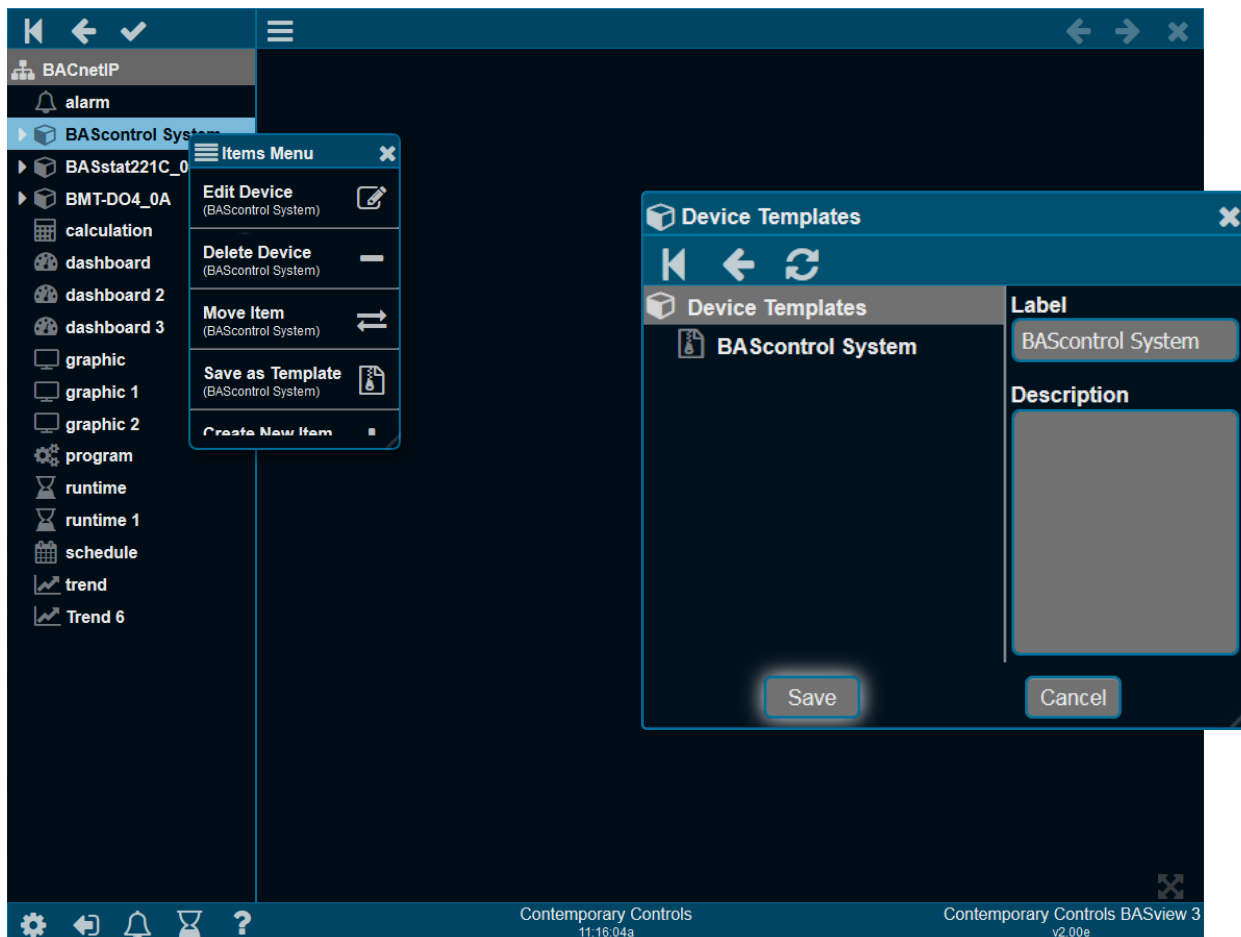 BACnetIP
alarm
BAScontrol System
BASstat221C_0
BMT-DO4_0A
calculation
dashboard
dashboard 2
dashboard 3
graphic
graphic 1
graphic 2
program
runtime
runtime 1
schedule
trend
Trend 6
Items Menu
Edit Device
(BAScontrol System)
Delete Device
(BAScontrol System)
Move Item
(BAScontrol System)
Save as Template
(BAScontrol System)
Create New Item
Device Templates
Device Templates
BAScontrol System
Label
BAScontrol System
Description
Save
Cancel
Contemporary Controls
11:16:04a
Contemporary Controls BASview 3
v2.00e